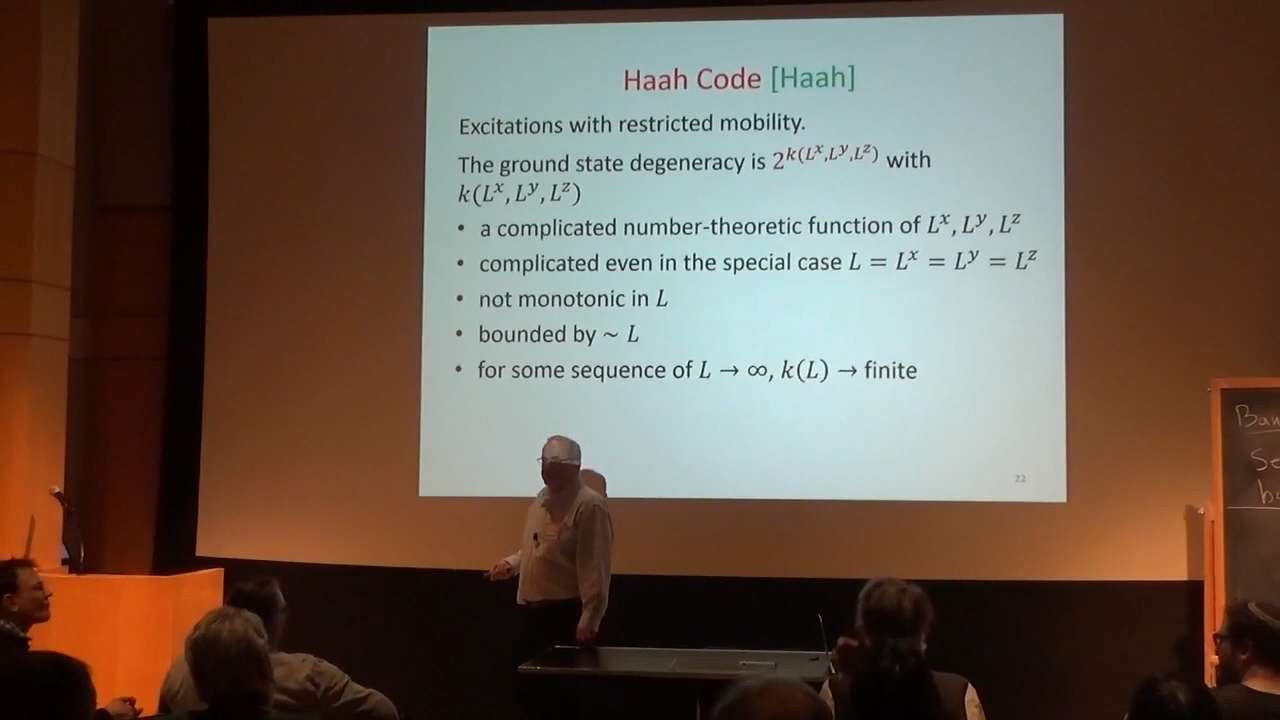 Haah Code [Haah]
Excitations with restricted mobility.
The ground state degeneracy is 2^{k(L^x,L^y,L^z)} with
k(L^x, L^y, L^z)
• a complicated number-theoretic function of L^x, L^y, L^z
• complicated even in the special case L = L^x = L^y = L^z
• not monotonic in L
• bounded by ~ L
• for some sequence of L → ∞, k(L) → finite
22